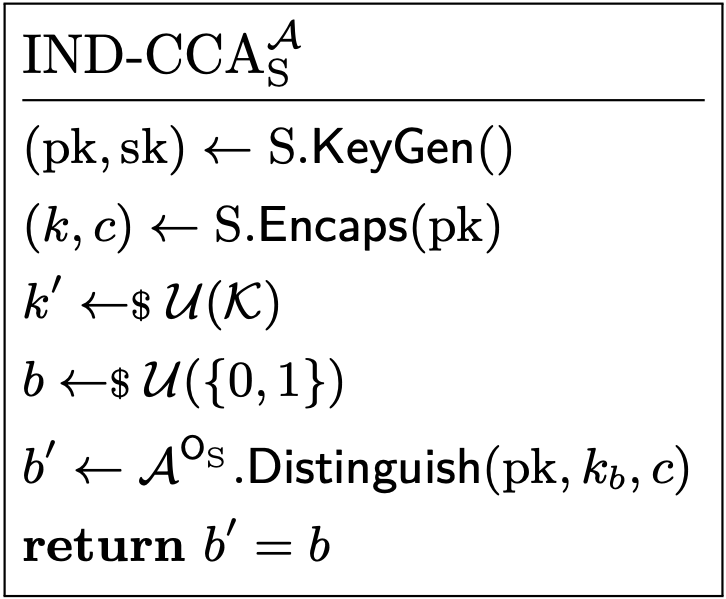 IND-CCA_S^𝒜
(pk, sk) ← S.KeyGen()
(k, c) ← S.Encaps(pk)
k′ ←$ 𝒰(𝒦)
b ←$ 𝒰({0, 1})
b′ ← 𝒜^{O_S}.Distinguish(pk, k_b, c)
return b′ = b